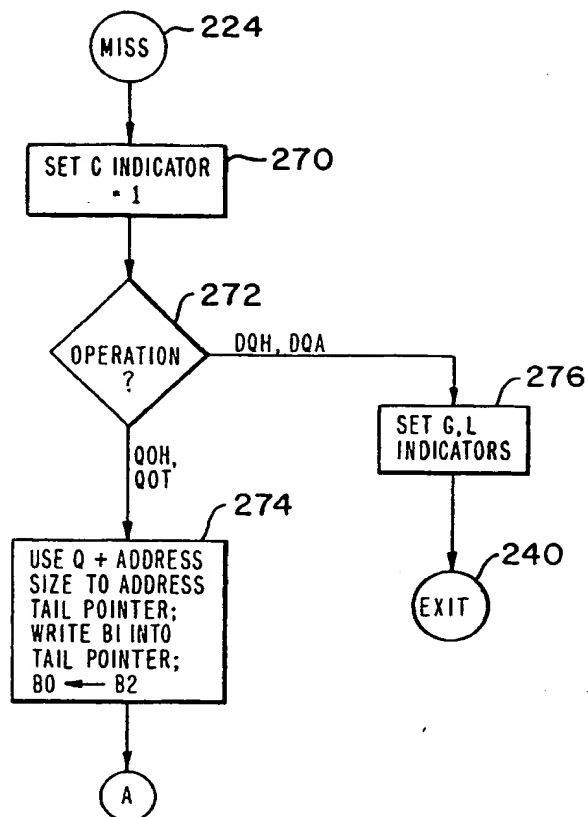 MISS
224
SET C INDICATOR
= 1
270
272
OPERATION
?
DQH, DQA
276
SET G,L
INDICATORS
QOH,
QOT
274
USE Q + ADDRESS
SIZE TO ADDRESS
TAIL POINTER;
WRITE B1 INTO
TAIL POINTER;
B0 ← B2
240
EXIT
A